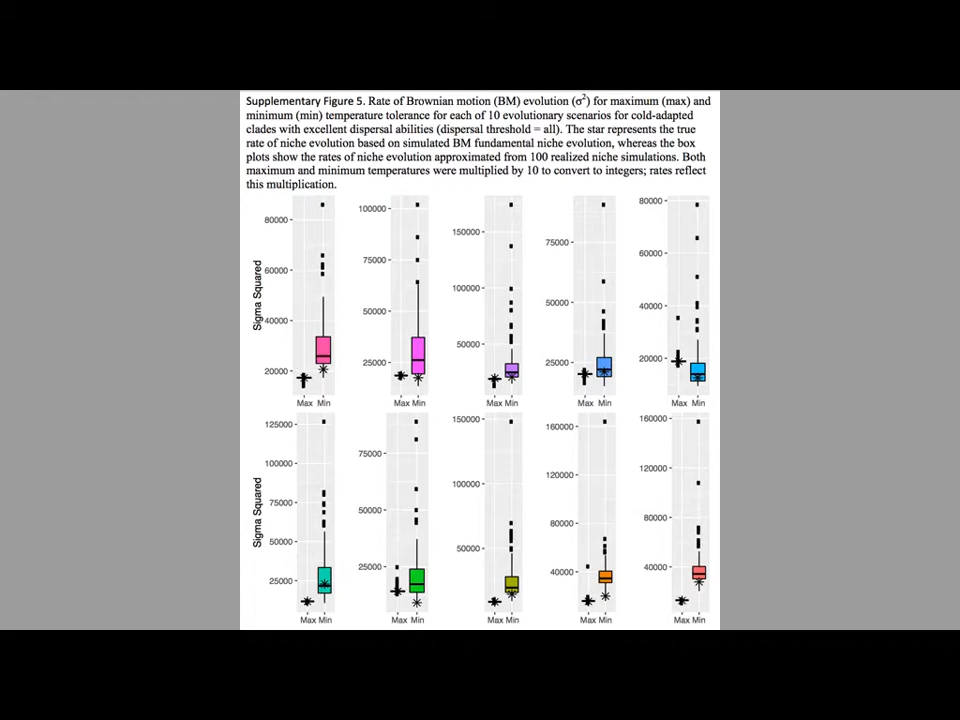 Supplementary Figure 5. Rate of Brownian motion (BM) evolution (σ²) for maximum (max) and
minimum (min) temperature tolerance for each of 10 evolutionary scenarios for cold-adapted
clades with excellent dispersal abilities (dispersal threshold = all). The star represents the true
rate of niche evolution based on simulated BM fundamental niche evolution, whereas the box
plots show the rates of niche evolution approximated from 100 realized niche simulations. Both
maximum and minimum temperatures were multiplied by 10 to convert to integers; rates reflect
this multiplication.
Sigma Squared
80000
60000
40000
20000
Max Min
100000
75000
50000
25000
Max Min
150000
100000
50000
Max Min
75000
50000
25000
Max Min
80000
60000
40000
20000
Max Min
Sigma Squared
125000
100000
75000
50000
25000
Max Min
75000
50000
25000
Max Min
150000
100000
50000
Max Min
160000
120000
80000
40000
Max Min
160000
120000
80000
40000
Max Min